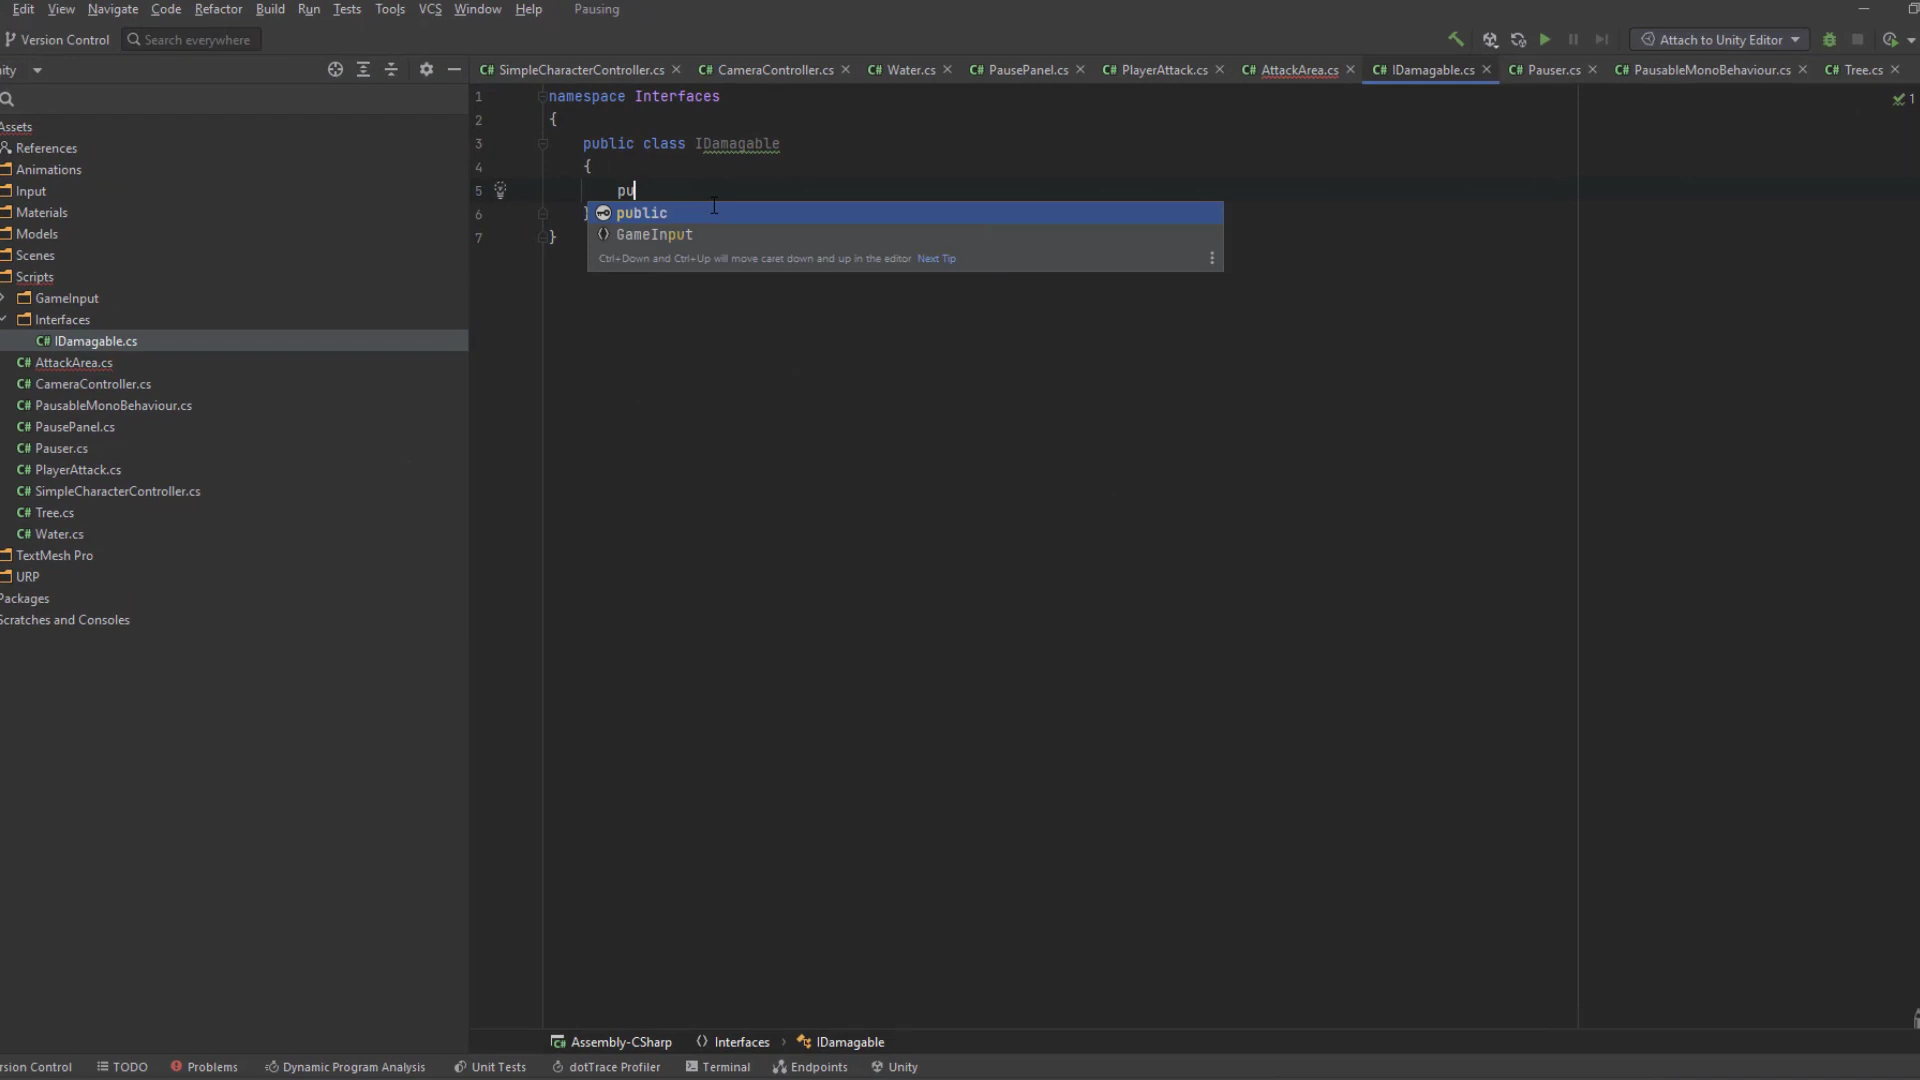 Edit View Navigate Code Refactor Build Run Tests Tools VCS Window Help Pausing
Version Control Search everywhere Attach to Unity Editor
SimpleCharacterController.cs CameraController.cs Water.cs PausePanel.cs PlayerAttack.cs AttackArea.cs IDamagable.cs Pauser.cs PausableMonoBehaviour.cs Tree.cs
Assets
References
Animations
Input
Materials
Models
Scenes
Scripts
GameInput
Interfaces
C# IDamagable.cs
C# AttackArea.cs
C# CameraController.cs
C# PausableMonoBehaviour.cs
C# PausePanel.cs
C# Pauser.cs
C# PlayerAttack.cs
C# SimpleCharacterController.cs
C# Tree.cs
C# Water.cs
TextMesh Pro
URP
Packages
Scratches and Consoles
1 namespace Interfaces
2 {
3 public class IDamagable
4 {
5 pu
6 }
7 }
public
GameInput
Ctrl+Down and Ctrl+Up will move caret down and up in the editor Next Tip
1
Assembly-CSharp Interfaces IDamagable
rsion Control TODO Problems Dynamic Program Analysis Unit Tests dotTrace Profiler Terminal Endpoints Unity